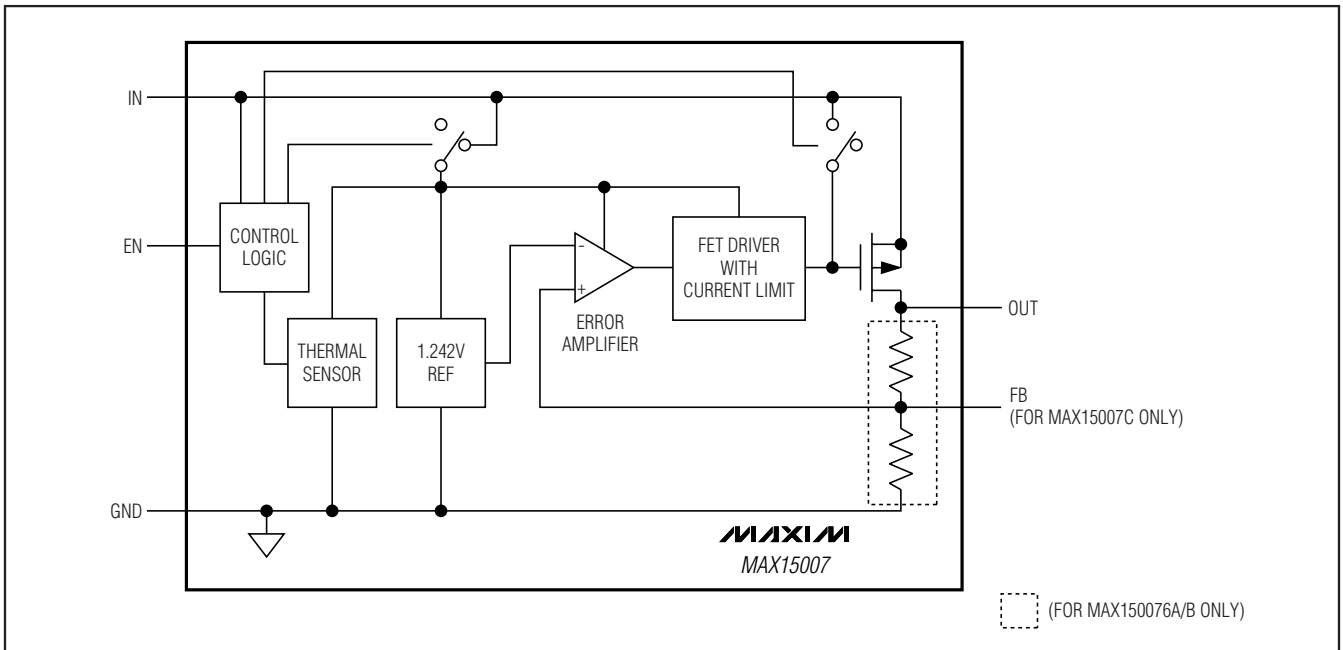 IN
EN
CONTROL
LOGIC
THERMAL
SENSOR
1.242V
REF
-
+
ERROR
AMPLIFIER
FET DRIVER
WITH
CURRENT LIMIT
OUT
FB
(FOR MAX15007C ONLY)
GND
MAXIM
MAX15007
(FOR MAX150076A/B ONLY)